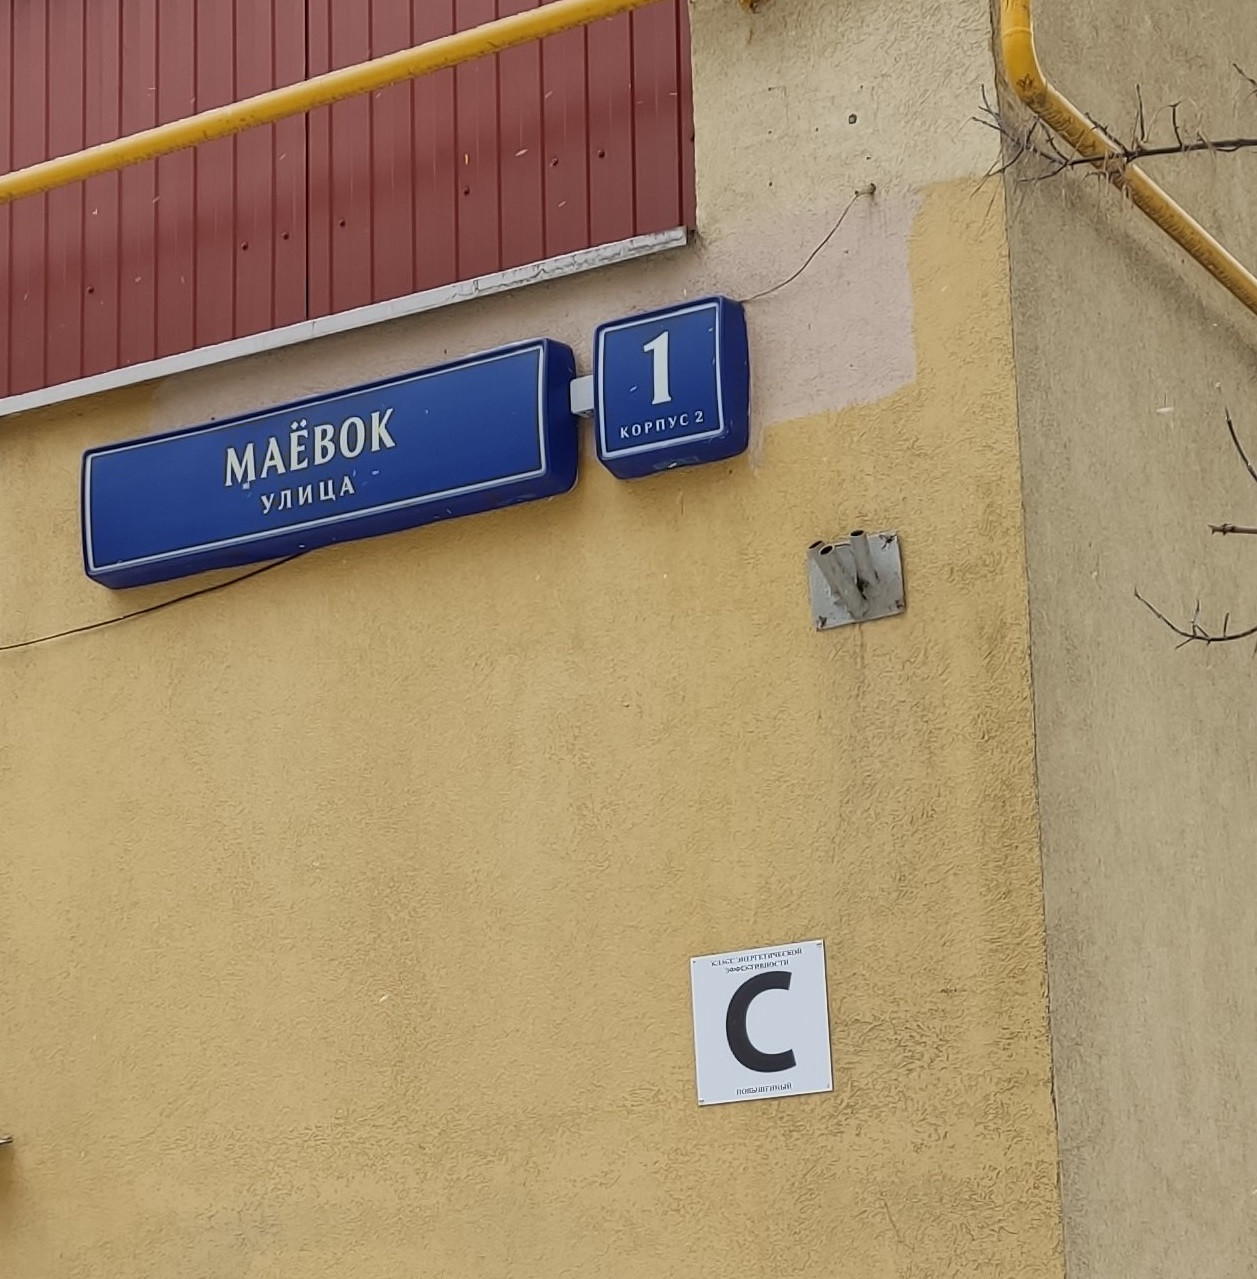 МАЁВОК
УЛИЦА
1
КОРПУС 2
КЛАСС ЭНЕРГЕТИЧЕСКОЙ
ЭФФЕКТИВНОСТИ
C
ПОВЫШЕННЫЙ